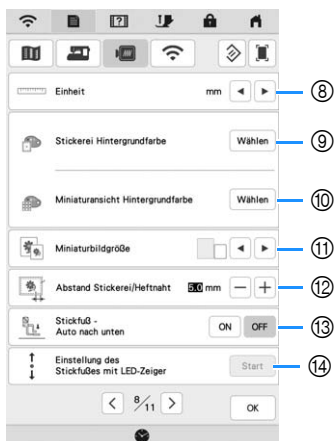 Einheit mm ⑧
Stickerei Hintergrundfarbe Wählen ⑨
Miniaturansicht Hintergrundfarbe Wählen ⑩
Miniaturbildgröße ⑪
Abstand Stickerei/Heftnaht 5.0 mm − + ⑫
Stickfuß -
Auto nach unten ON OFF ⑬
Einstellung des
Stickfußes mit LED-Zeiger Start ⑭
< 8/11 > OK